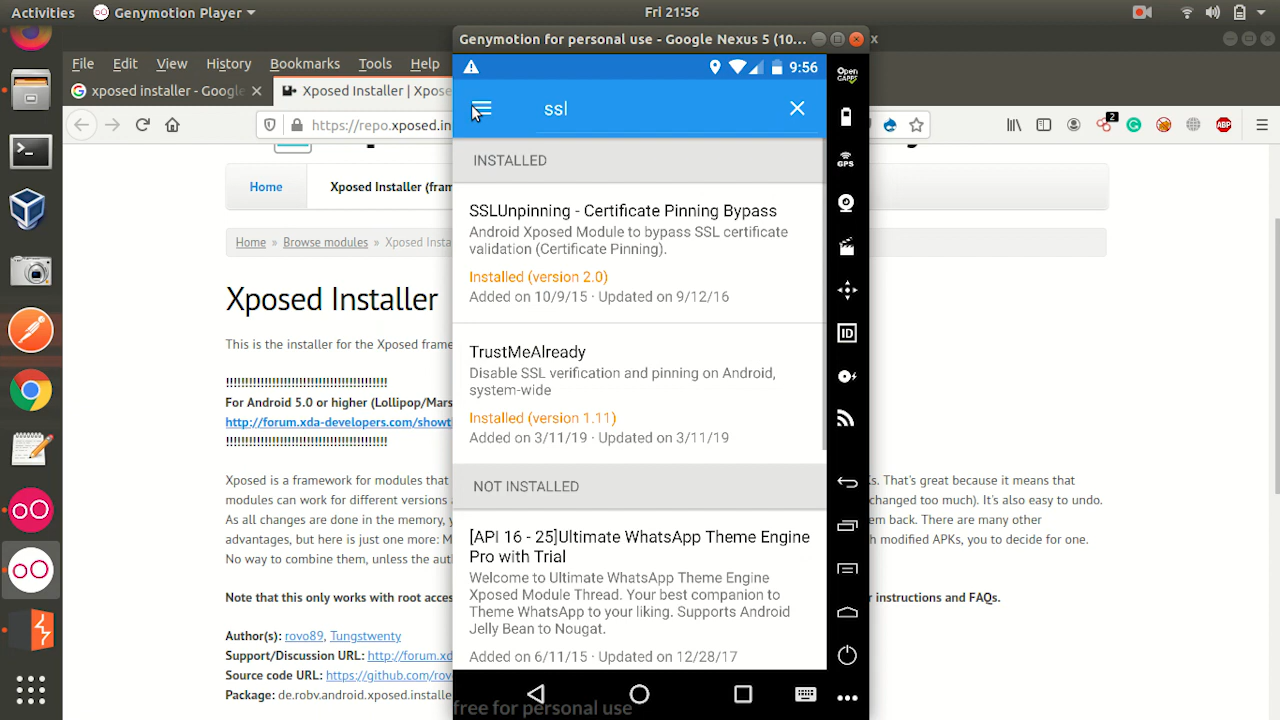 Activities
Genymotion Player
Fri 21:56
Genymotion for personal use - Google Nexus 5 (10...
File Edit View History Bookmarks Tools Help
xposed installer - Google
Xposed Installer | Xpose
https://repo.xposed.in
2
ABP
Home
Xposed Installer (fram
Home » Browse modules » Xposed Insta
Xposed Installer
This is the installer for the Xposed frame
!!!!!!!!!!!!!!!!!!!!!!!!!!!!!!!!!!!!!!!!!
For Android 5.0 or higher (Lollipop/Mars
http://forum.xda-developers.com/showt
!!!!!!!!!!!!!!!!!!!!!!!!!!!!!!!!!!!!!!!!!
Xposed is a framework for modules that
Ks. That's great because it means that
modules can work for different versions
changed too much). It's also easy to undo.
As all changes are done in the memory, y
em back. There are many other
advantages, but here is just one more: M
h modified APKs, you to decide for one.
No way to combine them, unless the aut
Note that this only works with root acces
r instructions and FAQs.
Author(s): rovo89, Tungstwenty
Support/Discussion URL: http://forum.xd
Source code URL: https://github.com/rov
Package: de.robv.android.xposed.installe
9:56
ssl
INSTALLED
SSLUnpinning - Certificate Pinning Bypass
Android Xposed Module to bypass SSL certificate
validation (Certificate Pinning).
Installed (version 2.0)
Added on 10/9/15 · Updated on 9/12/16
TrustMeAlready
Disable SSL verification and pinning on Android,
system-wide
Installed (version 1.11)
Added on 3/11/19 · Updated on 3/11/19
NOT INSTALLED
[API 16 - 25]Ultimate WhatsApp Theme Engine
Pro with Trial
Welcome to Ultimate WhatsApp Theme Engine
Xposed Module Thread. Your best companion to
Theme WhatsApp to your liking. Supports Android
Jelly Bean to Nougat.
Added on 6/11/15 · Updated on 12/28/17
free for personal use
Open
GAPPS
GPS
ID